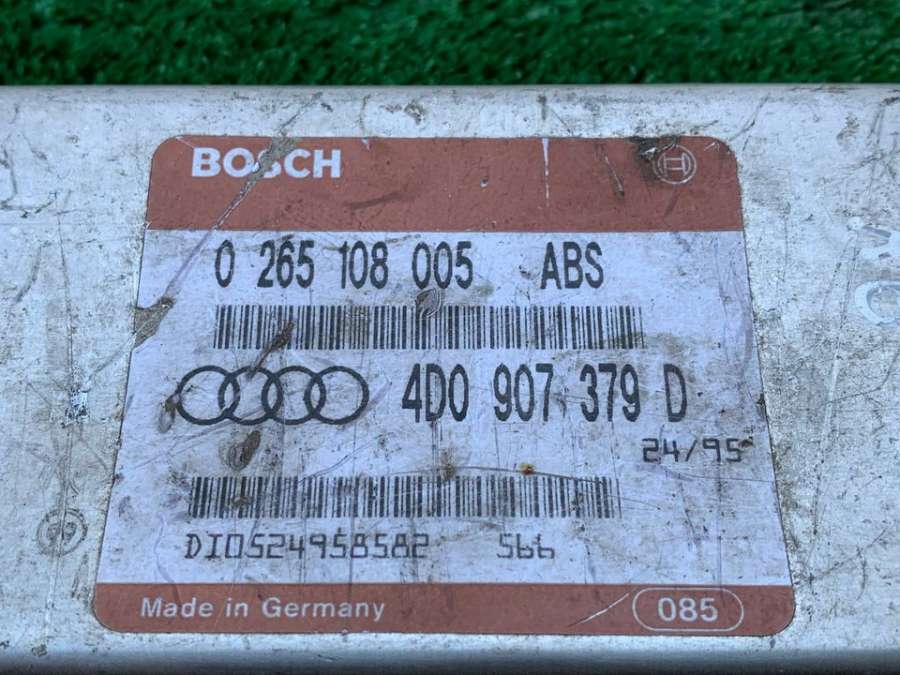 BOSCH
0 265 108 005 ABS
4D0 907 379 D
24/95
DI0524958582 566
Made in Germany 085